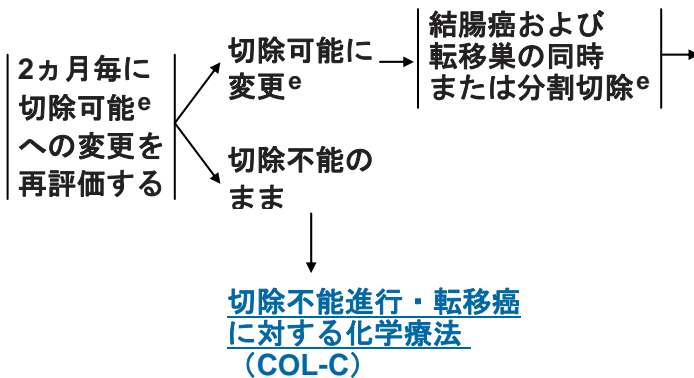 2ヵ月毎に
切除可能e
への変更を
再評価する
切除可能に
変更e
結腸癌および
転移巣の同時
または分割切除e
切除不能の
まま
切除不能進行・転移癌
に対する化学療法
（COL-C）